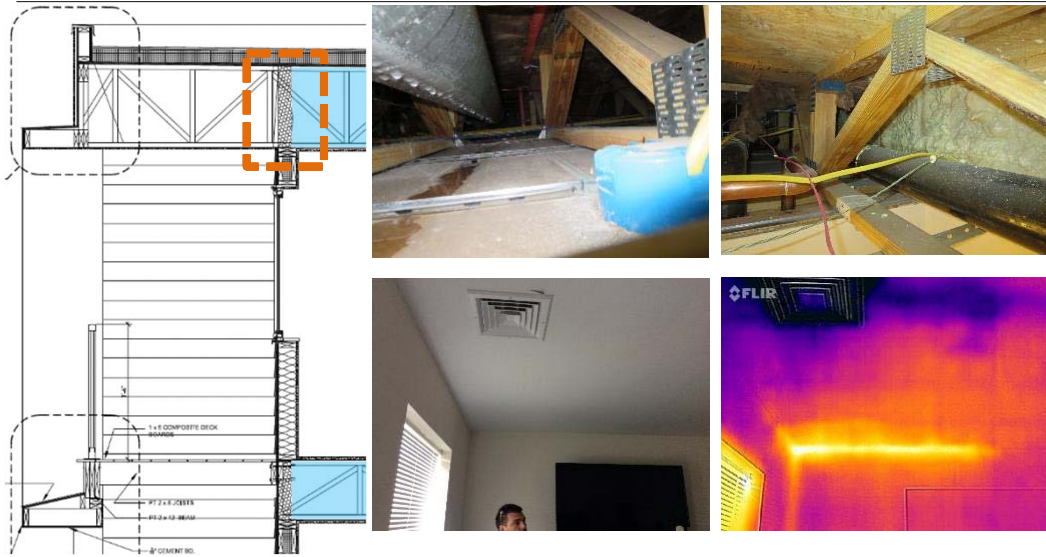 1 x 6 COMPOSITE DECK
BOARDS
PT 2 x 8 JOISTS
PT 2 x 12 BEAM
CEMENT BD.
FLIR